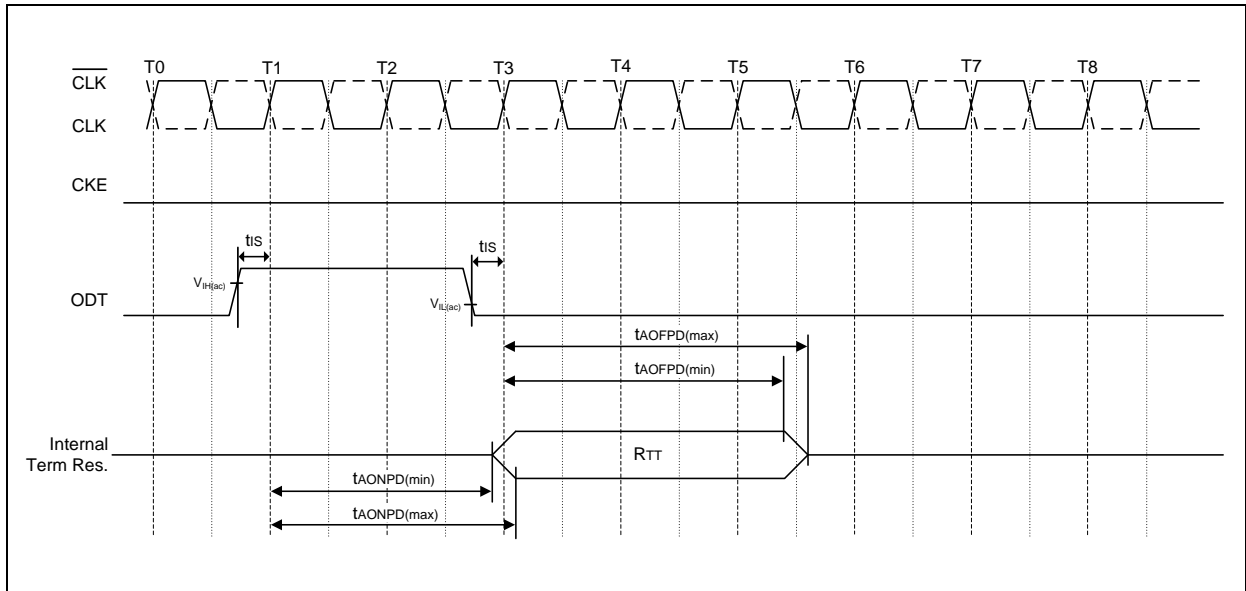 T0 T1 T2 T3 T4 T5 T6 T7 T8
CLK
CLK
CKE
tIS tIS
VIH(ac)
ODT
VIL(ac)
tAOFPD(max)
tAOFPD(min)
Internal
Term Res.
RTT
tAONPD(min)
tAONPD(max)